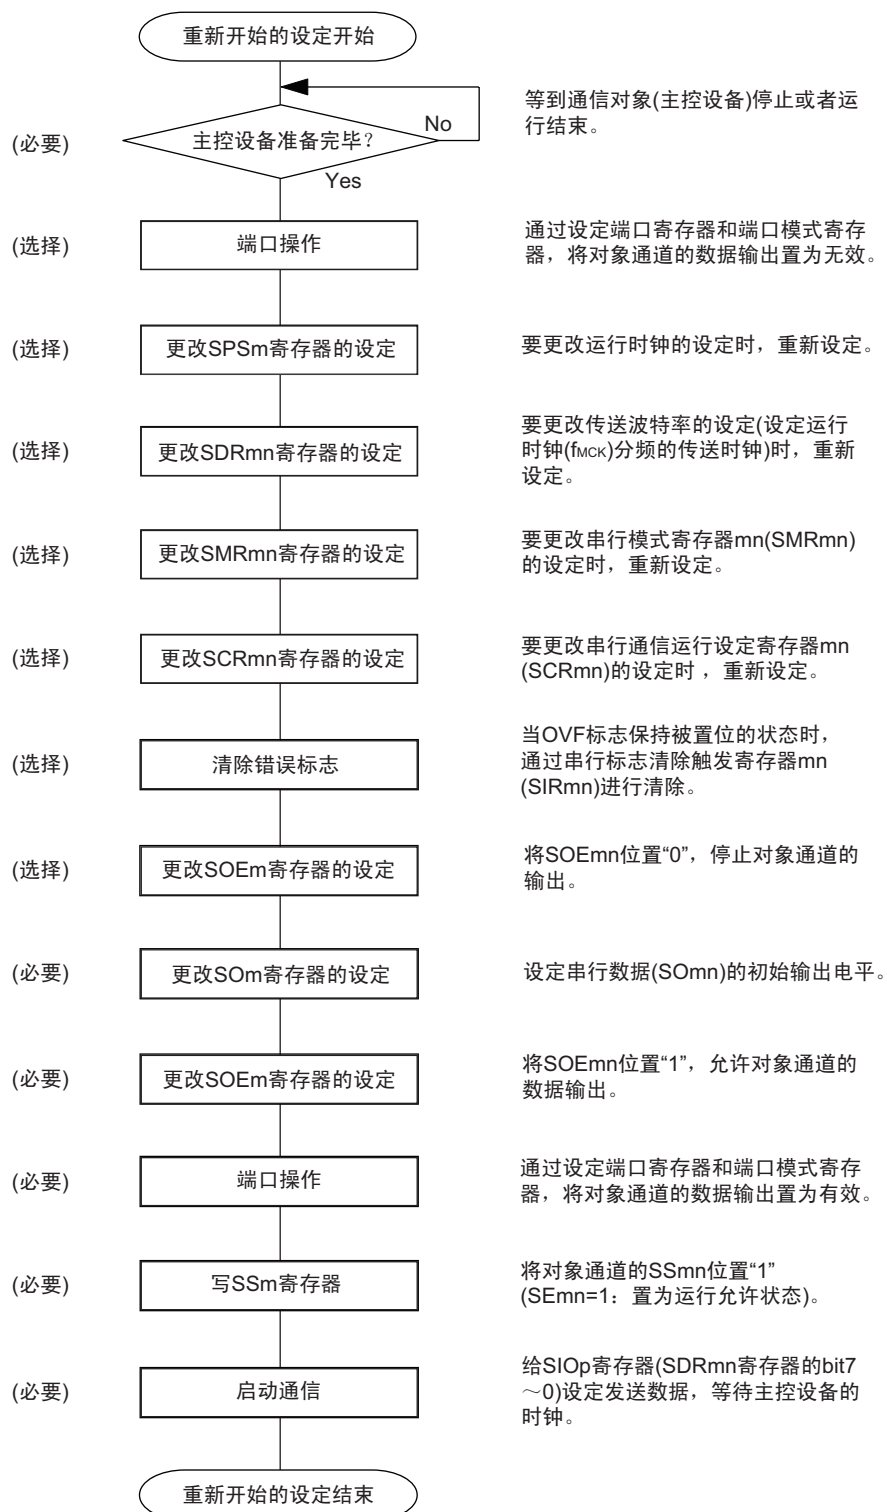 重新开始的设定开始
等到通信对象(主控设备)停止或者运
行结束。
(必要)
主控设备准备完毕？
No
Yes
(选择)
端口操作
通过设定端口寄存器和端口模式寄存
器，将对象通道的数据输出置为无效。
(选择)
更改SPSm寄存器的设定
要更改运行时钟的设定时，重新设定。
(选择)
更改SDRmn寄存器的设定
要更改传送波特率的设定(设定运行
时钟(fMCK)分频的传送时钟)时，重新
设定。
(选择)
更改SMRmn寄存器的设定
要更改串行模式寄存器mn(SMRmn)
的设定时，重新设定。
(选择)
更改SCRmn寄存器的设定
要更改串行通信运行设定寄存器mn
(SCRmn)的设定时 ，重新设定。
(选择)
清除错误标志
当OVF标志保持被置位的状态时，
通过串行标志清除触发寄存器mn
(SIRmn)进行清除。
(选择)
更改SOEm寄存器的设定
将SOEmn位置“0”，停止对象通道的
输出。
(必要)
更改SOm寄存器的设定
设定串行数据(SOmn)的初始输出电平。
(必要)
更改SOEm寄存器的设定
将SOEmn位置“1”，允许对象通道的
数据输出。
(必要)
端口操作
通过设定端口寄存器和端口模式寄存
器，将对象通道的数据输出置为有效。
(必要)
写SSm寄存器
将对象通道的SSmn位置“1”
(SEmn=1：置为运行允许状态)。
(必要)
启动通信
给SIOp寄存器(SDRmn寄存器的bit7
～0)设定发送数据，等待主控设备的
时钟。
重新开始的设定结束